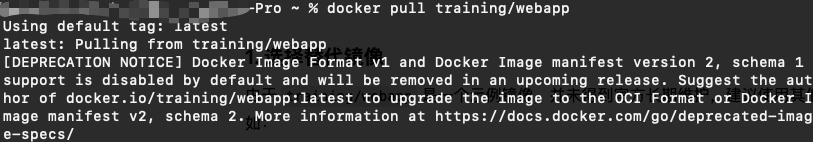 -Pro ~ % docker pull training/webapp
Using default tag: latest
latest: Pulling from training/webapp
[DEPRECATION NOTICE] Docker Image Format v1 and Docker Image manifest version 2, schema 1
support is disabled by default and will be removed in an upcoming release. Suggest the aut
hor of docker.io/training/webapp:latest to upgrade the image to the OCI Format or Docker I
mage manifest v2, schema 2. More information at https://docs.docker.com/go/deprecated-imag
e-specs/